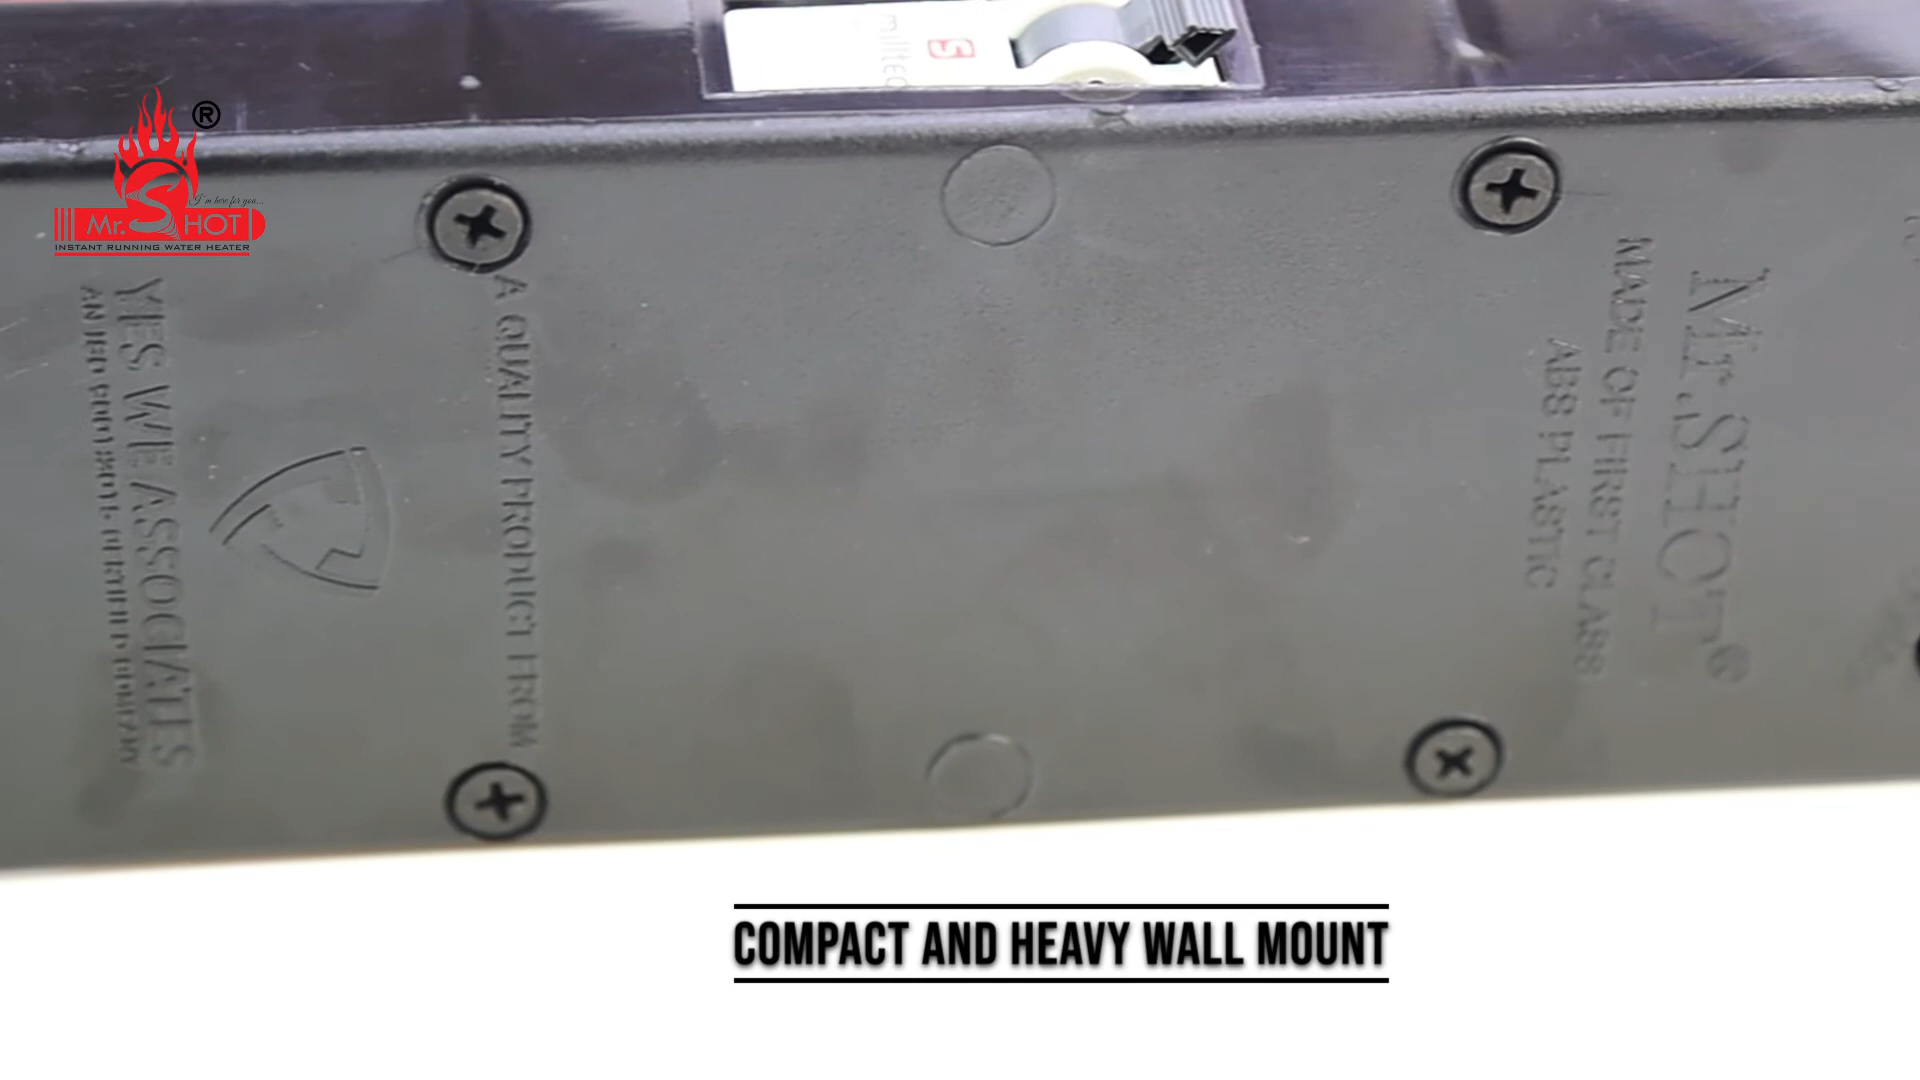 ®
I'm here for you...
Mr. SHOT
INSTANT RUNNING WATER HEATER
S
YES WE ASSOCIATES
A QUALITY PRODUCT FROM
Mr.SHOT®
MADE OF FIRST CLASS
ABS PLASTIC
COMPACT AND HEAVY WALL MOUNT